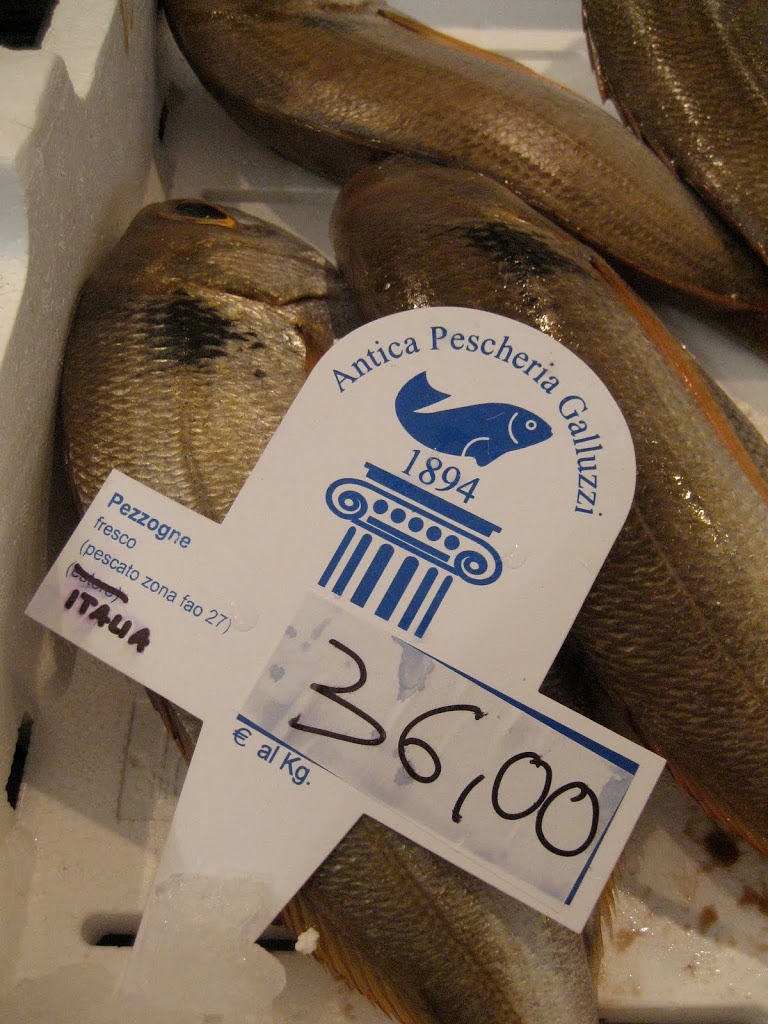 Antica Pescheria Galluzzi
1894
Pezzogne
fresco
(pescato zona fao 27)
ITALIA
36,00
€ al Kg.